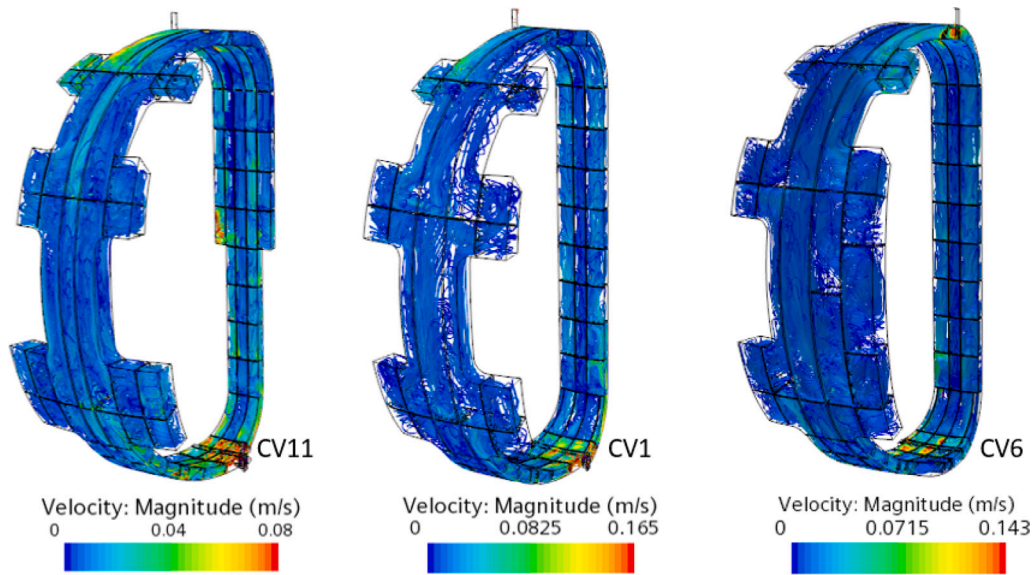 CV11
CV1
CV6
Velocity: Magnitude (m/s)
0 0.04 0.08
Velocity: Magnitude (m/s)
0 0.0825 0.165
Velocity: Magnitude (m/s)
0 0.0715 0.143